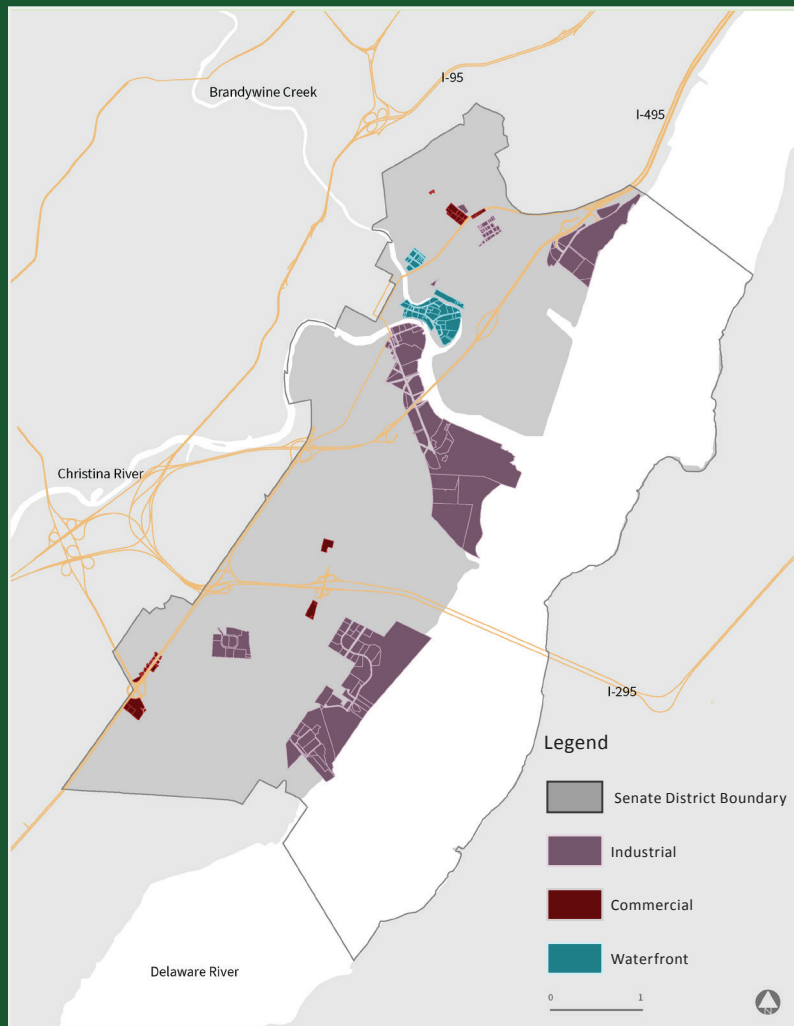 I-95
Brandywine Creek
I-495
Christina River
I-295
Legend
Senate District Boundary
Industrial
Commercial
Waterfront
Delaware River
0 1
N